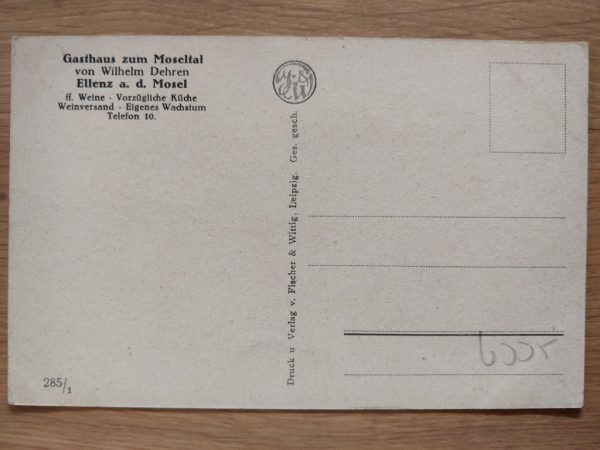 Gasthaus zum Moseltal
von Wilhelm Dehren
Ellenz a. d. Mosel
ff. Weine - Vorzügliche Küche
Weinversand - Eigenes Wachstum
Telefon 10.
Druck u Verlag v. Fischer & Wittig, Leipzig. Ges. gesch.
285/1